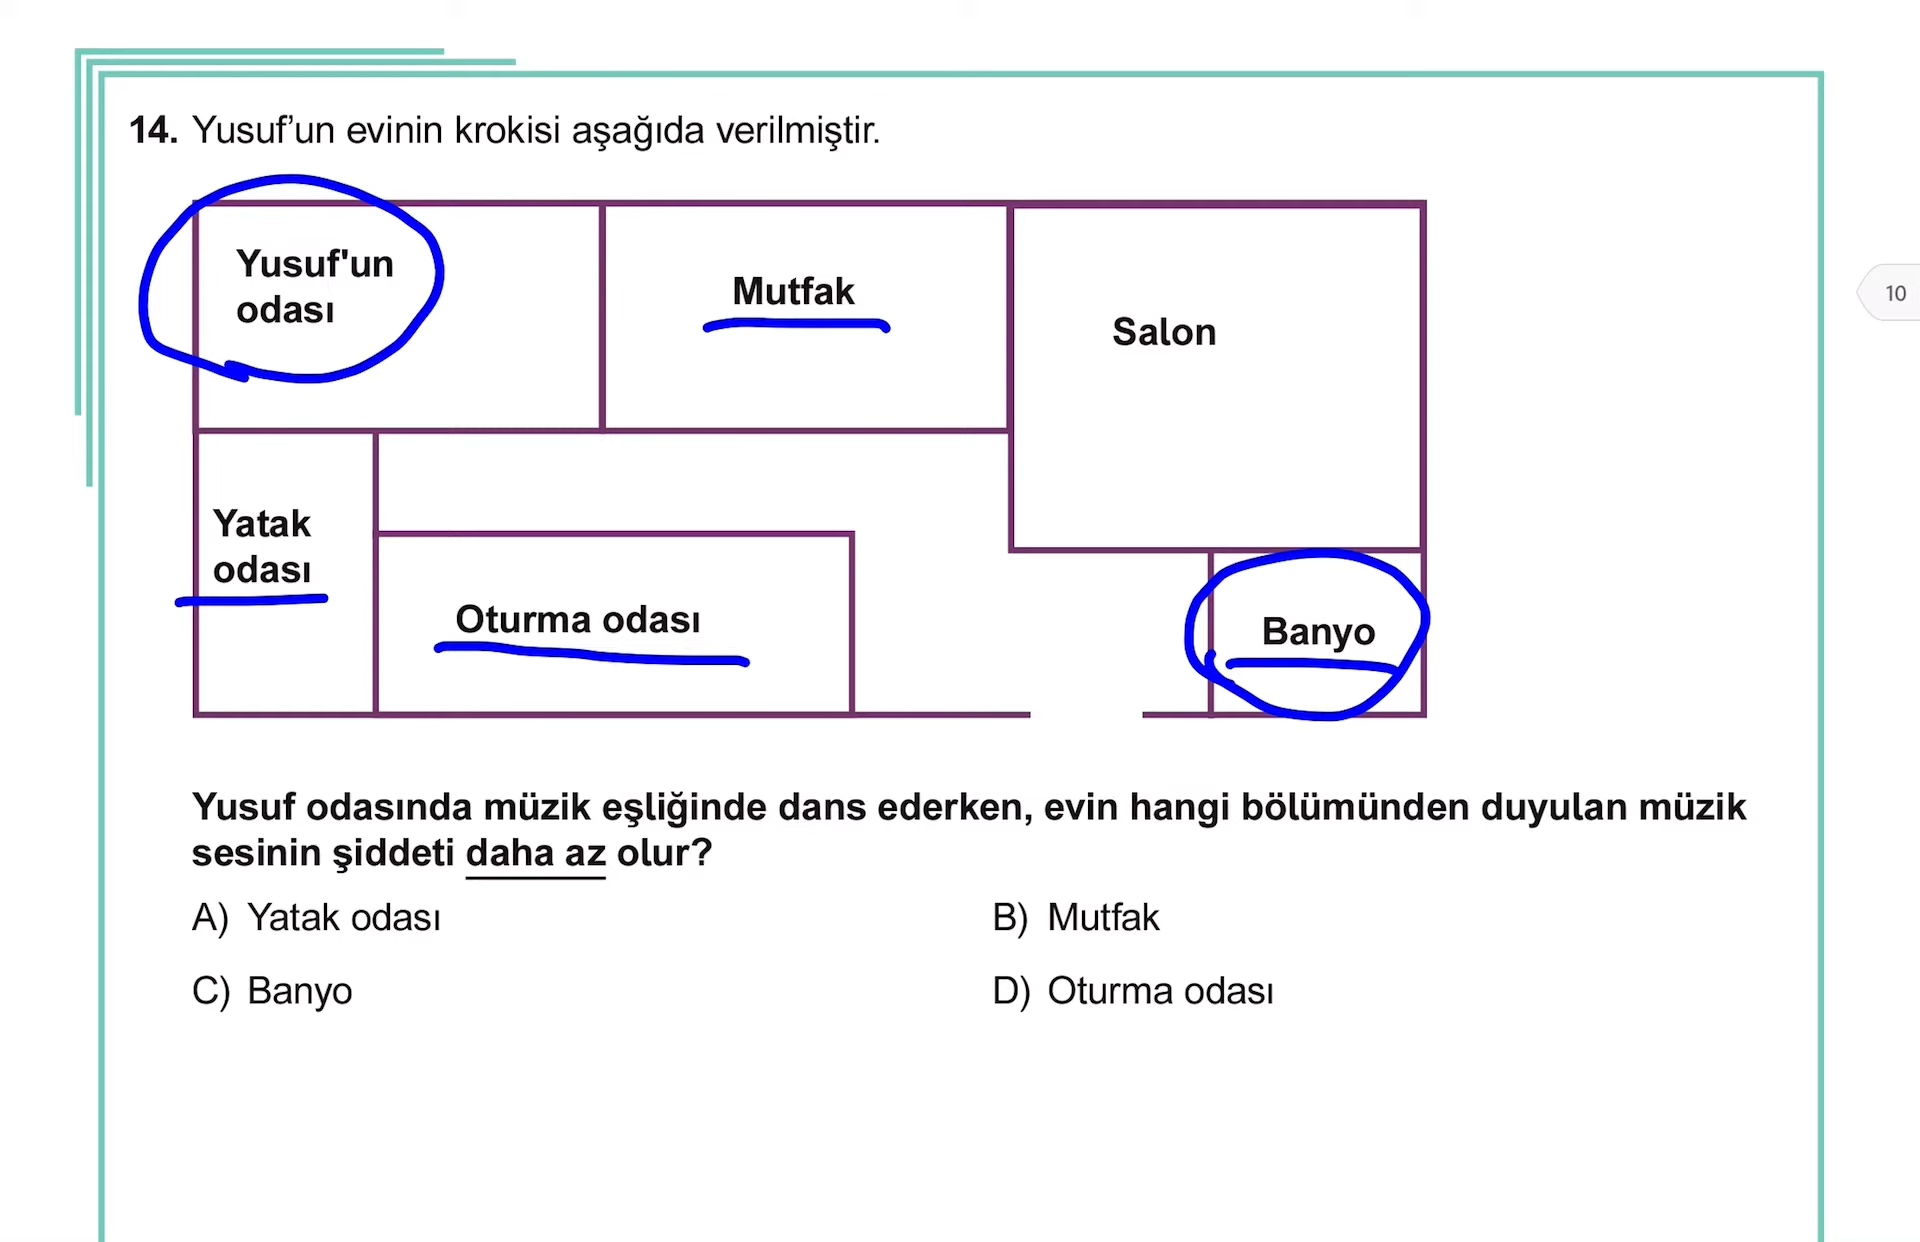 14. Yusuf’un evinin krokisi aşağıda verilmiştir.
Yusuf'un
odası
Mutfak
Salon
10
Yatak
odası
Oturma odası
Banyo
Yusuf odasında müzik eşliğinde dans ederken, evin hangi bölümünden duyulan müzik
sesinin şiddeti daha az olur?
A) Yatak odası
B) Mutfak
C) Banyo
D) Oturma odası